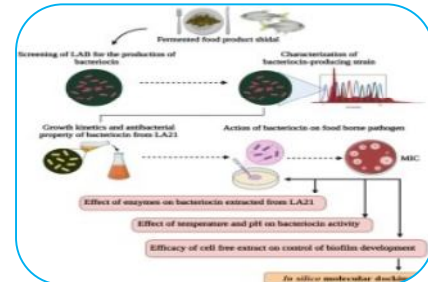 Fermented food product shidal
Screening of LAB for the production of
bacteriocin
Characterization of
bacteriocin-producing strain
Growth kinetics and antibacterial
property of bacteriocin from LA21
Action of bacteriocin on food borne pathogen
MIC
Effect of enzymes on bacteriocin extracted from LA21
Effect of temperature and pH on bacteriocin activity
Efficacy of cell free extract on control of biofilm development
In silico molecular docking